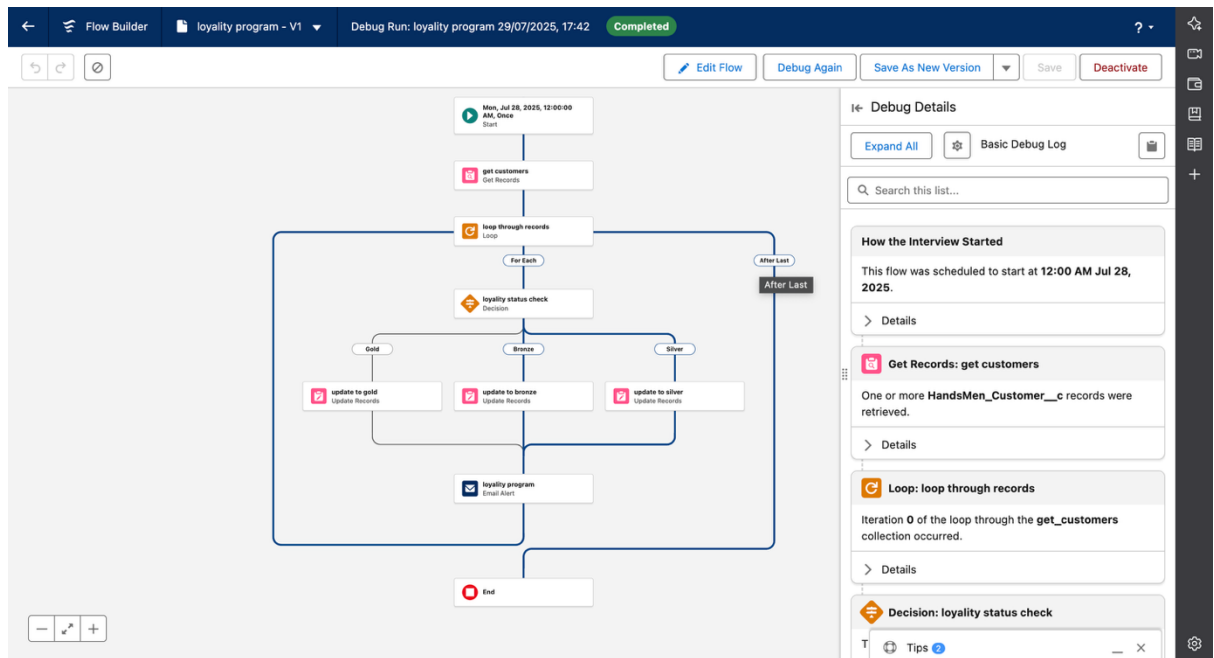 Flow Builder
loyality program - V1
Debug Run: loyality program 29/07/2025, 17:42
Completed
?
Edit Flow
Debug Again
Save As New Version
Save
Deactivate
Mon, Jul 28, 2025, 12:00:00
AM, Once
Start
get customers
Get Records
loop through records
Loop
For Each
After Last
After Last
loyality status check
Decision
Gold
Bronze
Silver
update to gold
Update Records
update to bronze
Update Records
update to silver
Update Records
loyality program
Email Alert
End
Debug Details
Expand All
Basic Debug Log
Search this list...
How the Interview Started
This flow was scheduled to start at 12:00 AM Jul 28,
2025.
Details
Get Records: get customers
One or more HandsMen_Customer__c records were
retrieved.
Details
Loop: loop through records
Iteration 0 of the loop through the get_customers
collection occurred.
Details
Decision: loyality status check
T
Tips 2